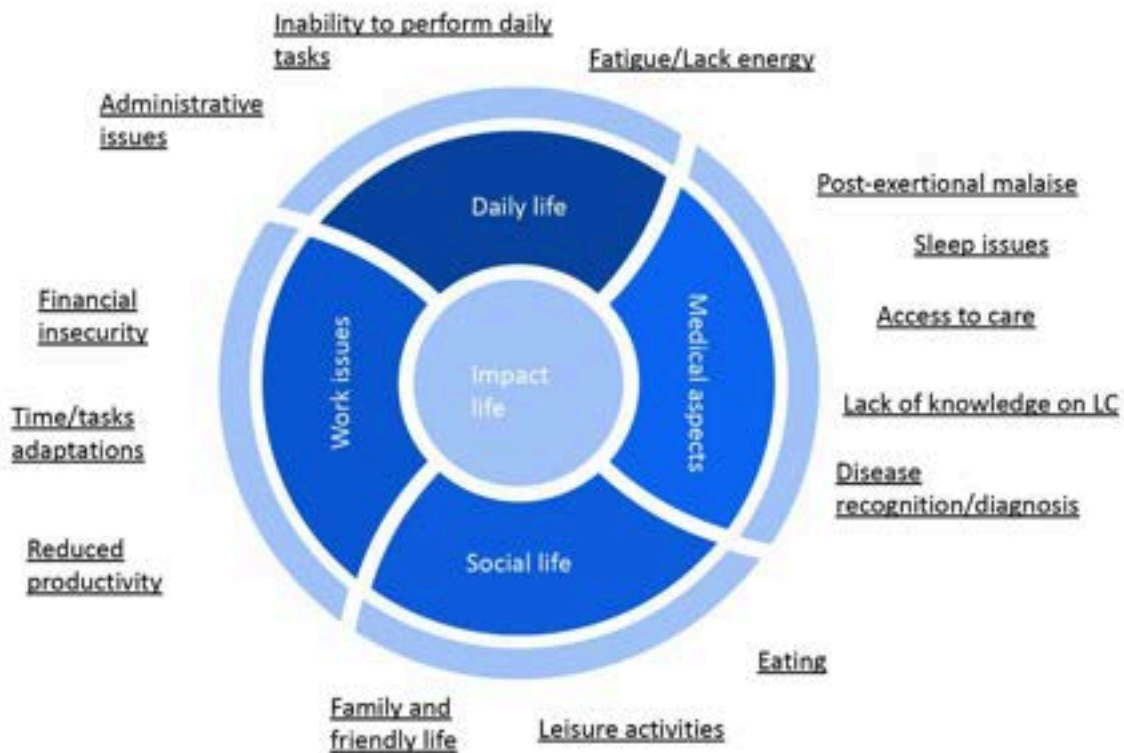 Inability to perform daily
tasks
Fatigue/Lack energy
Administrative
issues
Post-exertional malaise
Daily life
Sleep issues
Financial
insecurity
Access to care
Work issues
Impact
life
Medical aspects
Time/tasks
adaptations
Lack of knowledge on LC
Disease
recognition/diagnosis
Reduced
productivity
Social life
Eating
Family and
friendly life
Leisure activities